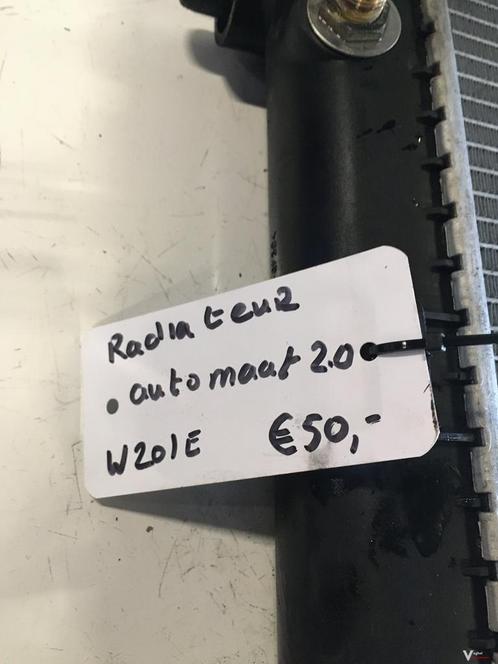 Radiateur
• automaat 2.0
W201E €50,-